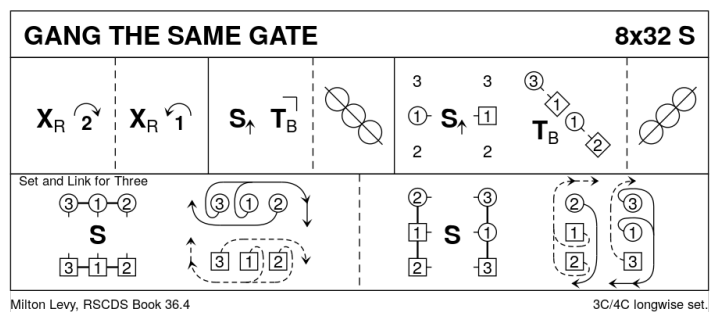 GANG THE SAME GATE 8x32 S
XR 2 XR 1 S TB
3 3
1 S 1
2 2
3 1 TB 1 2
Set and Link for Three
3 1 2 3 1 2
S
3 1 2 3 1 2
2 3 2 3
1 S 1 1 1
2 3 2 3
Milton Levy, RSCDS Book 36.4 3C/4C longwise set.